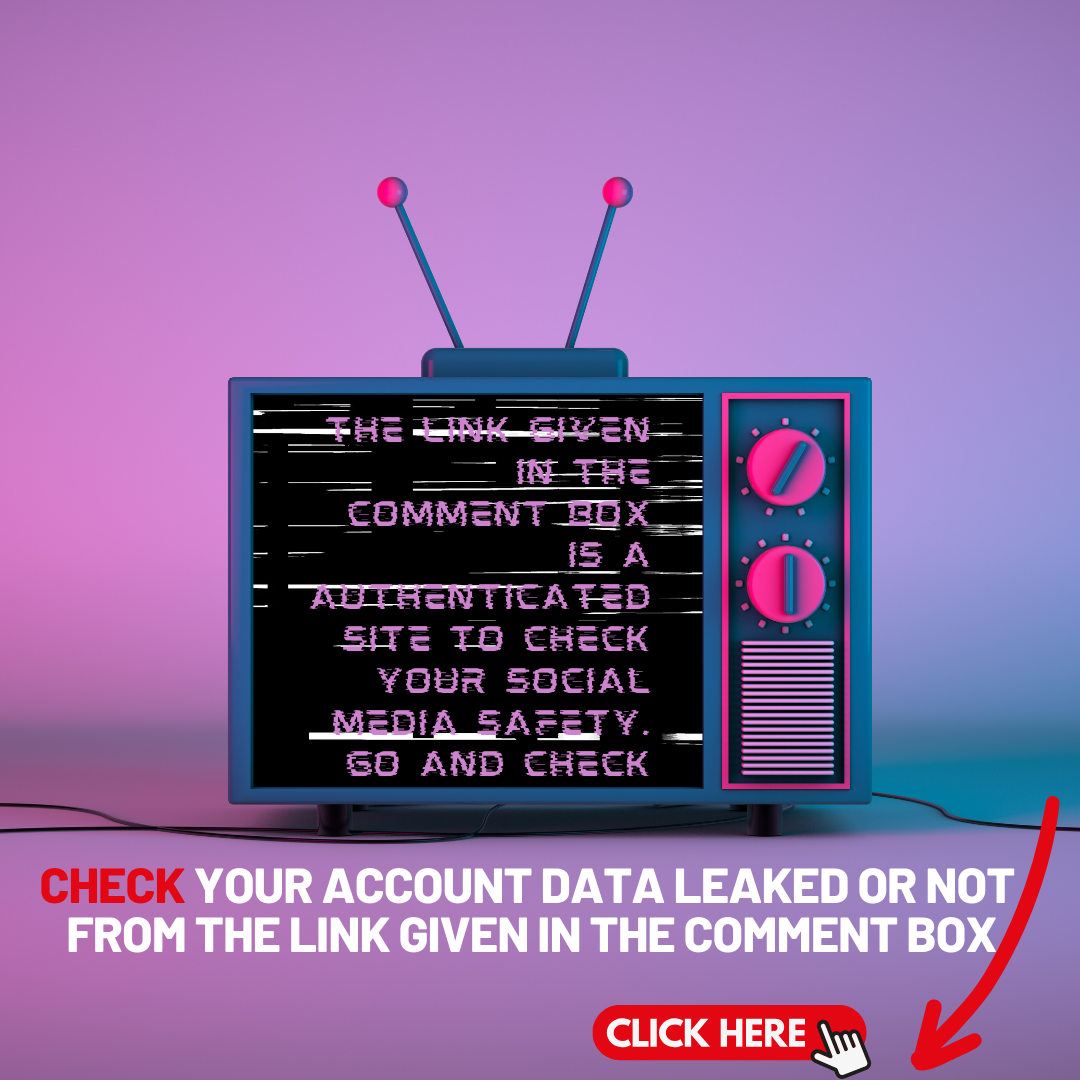 THE LINK GIVEN
IN THE
COMMENT BOX
IS A
AUTHENTICATED
SITE TO CHECK
YOUR SOCIAL
MEDIA SAFETY.
GO AND CHECK
CHECK YOUR ACCOUNT DATA LEAKED OR NOT
FROM THE LINK GIVEN IN THE COMMENT BOX
CLICK HERE